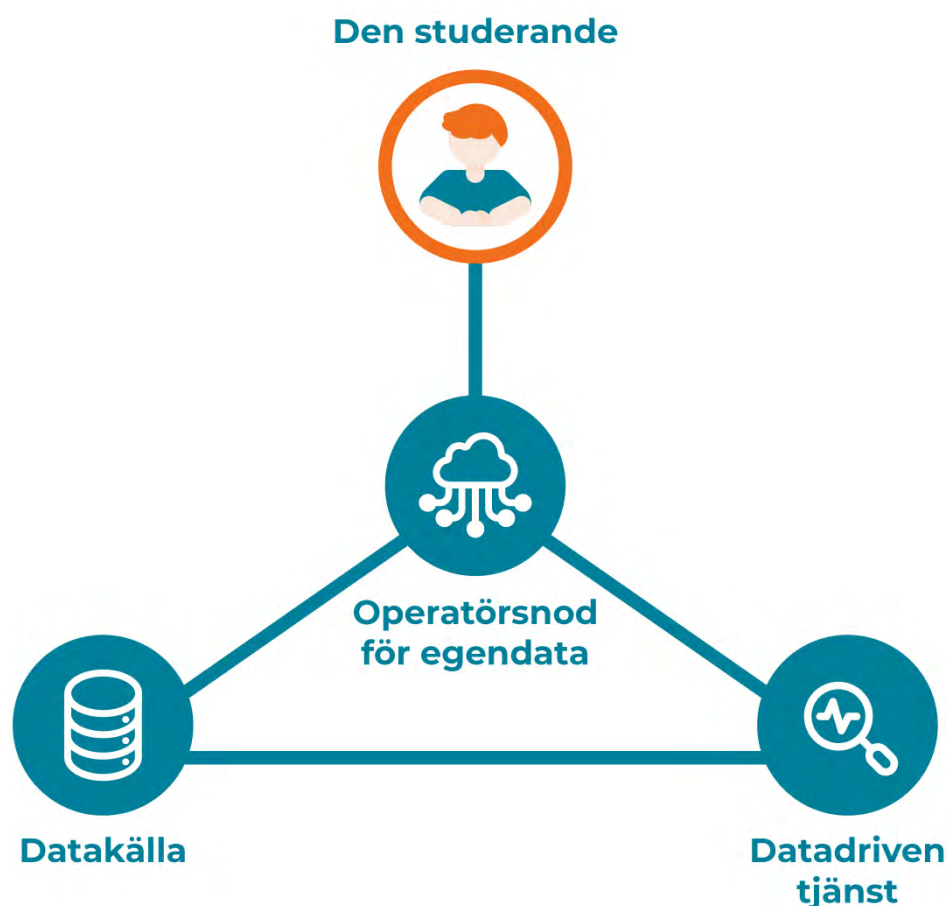 Den studerande
Operatörsnod
för egendata
Datakälla
Datadriven
tjänst